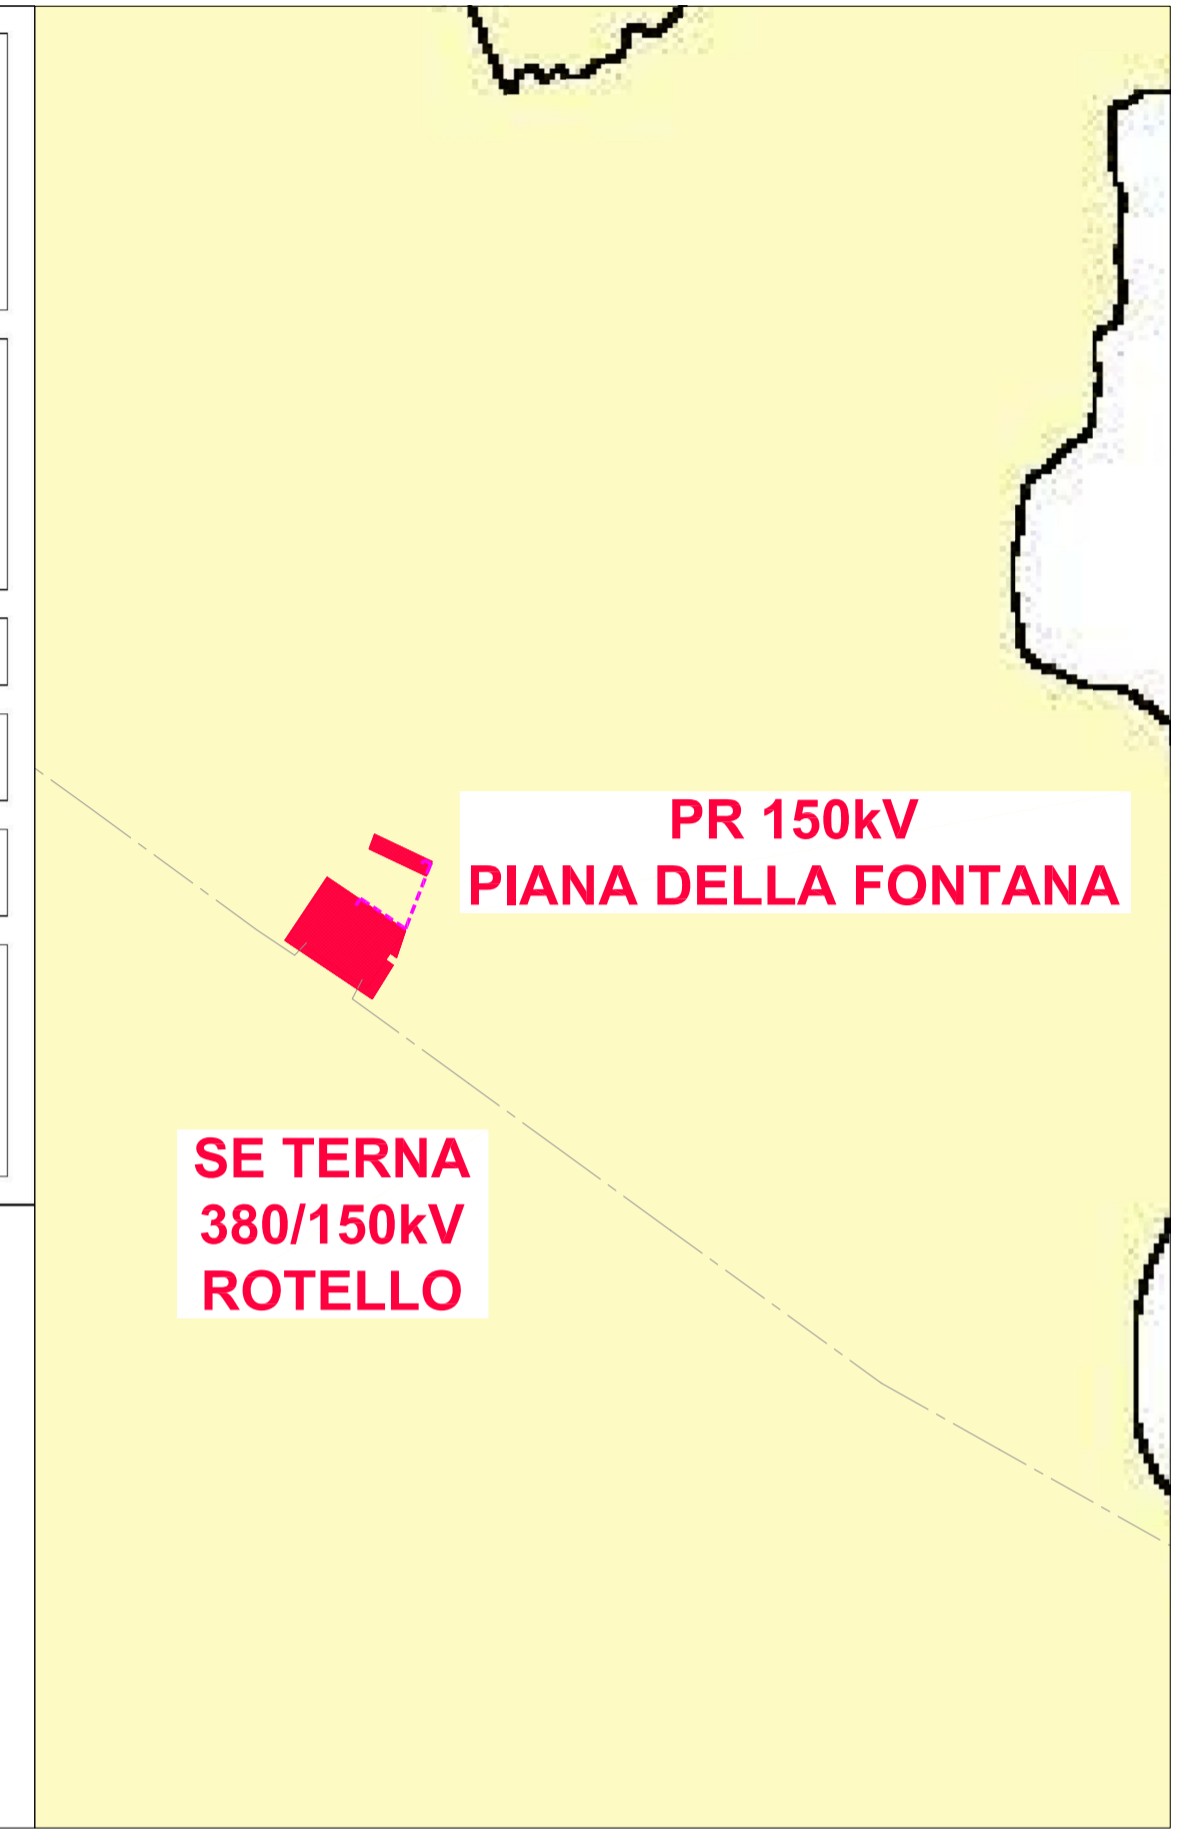 PR 150kV
PIANA DELLA FONTANA
SE TERNA
380/150kV
ROTELLO